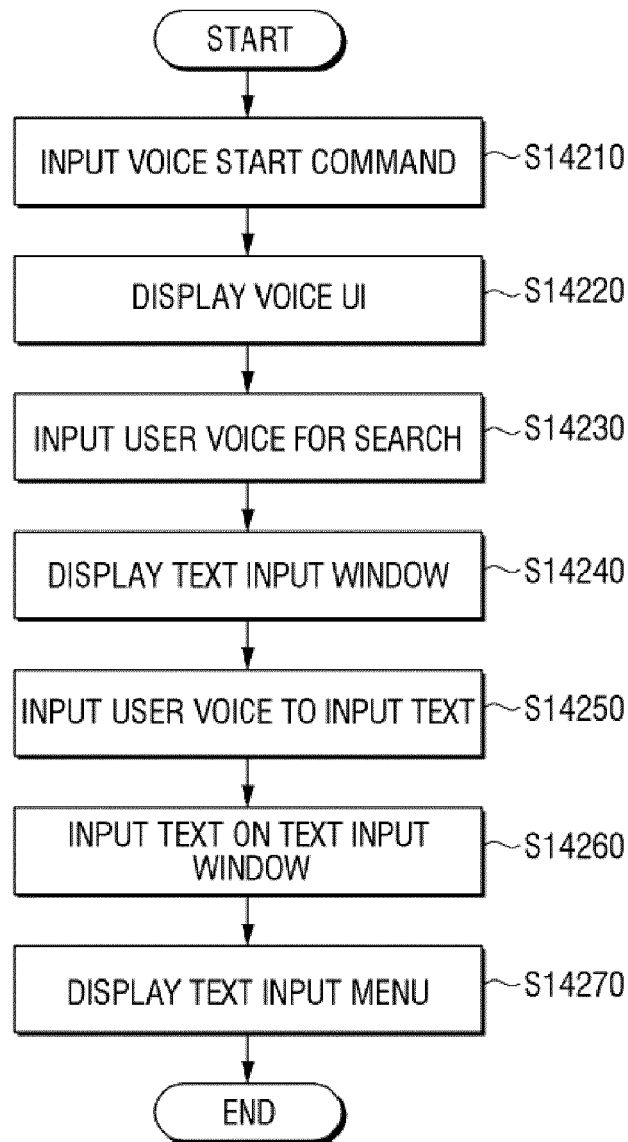 START
INPUT VOICE START COMMAND
S14210
DISPLAY VOICE UI
S14220
INPUT USER VOICE FOR SEARCH
S14230
DISPLAY TEXT INPUT WINDOW
S14240
INPUT USER VOICE TO INPUT TEXT
S14250
INPUT TEXT ON TEXT INPUT
WINDOW
S14260
DISPLAY TEXT INPUT MENU
S14270
END